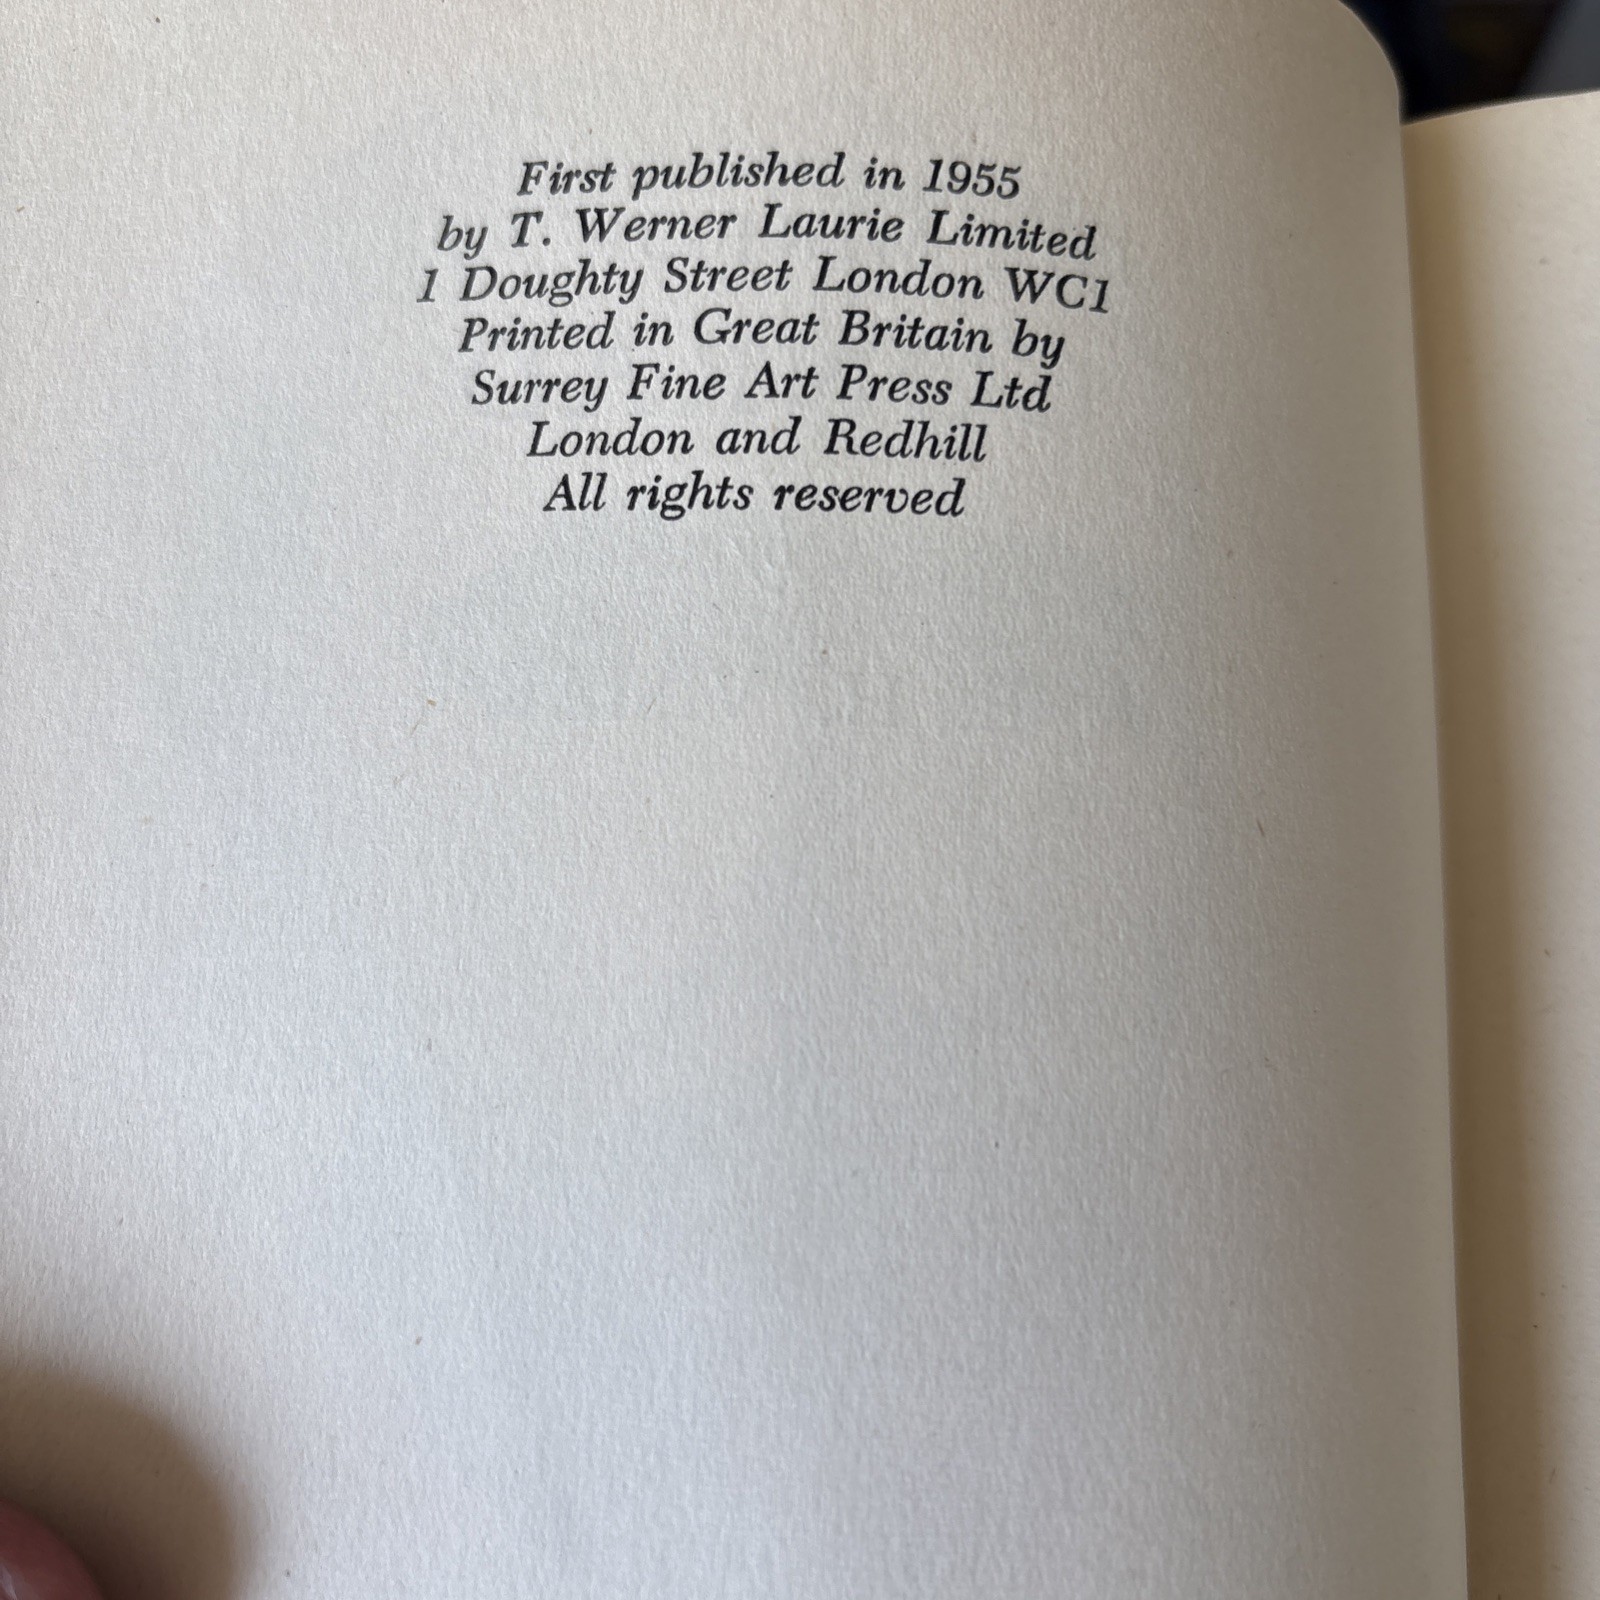 First published in 1955
by T. Werner Laurie Limited
1 Doughty Street London WC1
Printed in Great Britain by
Surrey Fine Art Press Ltd
London and Redhill
All rights reserved